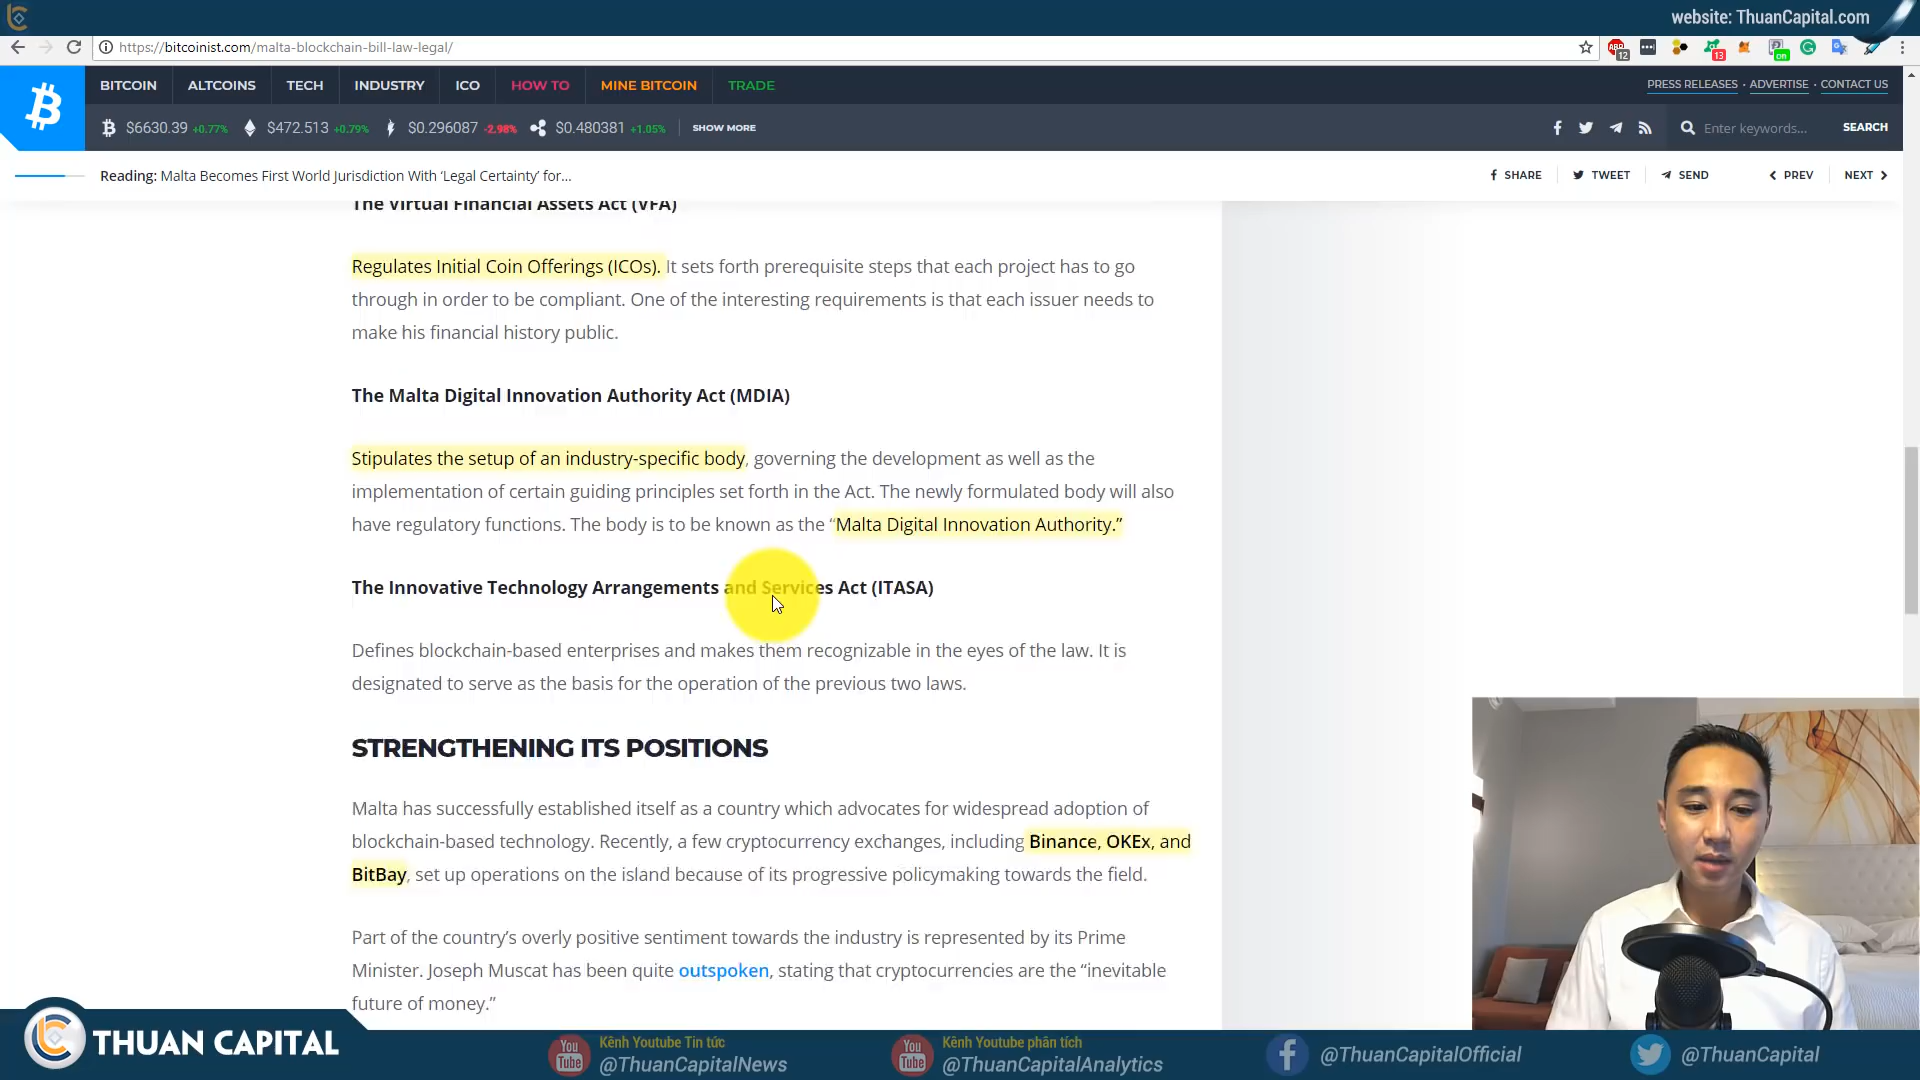 website: ThuanCapital.com
https://bitcoinist.com/malta-blockchain-bill-law-legal/
ABP
12
13
on
BITCOIN
ALTCOINS
TECH
INDUSTRY
ICO
HOW TO
MINE BITCOIN
TRADE
PRESS RELEASES · ADVERTISE · CONTACT US
$6630.39 +0.77%
$472.513 +0.79%
$0.296087 -2.98%
$0.480381 +1.05%
SHOW MORE
Enter keywords...
SEARCH
Reading: Malta Becomes First World Jurisdiction With ‘Legal Certainty’ for...
SHARE
TWEET
SEND
PREV
NEXT
The Virtual Financial Assets Act (VFA)
Regulates Initial Coin Offerings (ICOs). It sets forth prerequisite steps that each project has to go
through in order to be compliant. One of the interesting requirements is that each issuer needs to
make his financial history public.
The Malta Digital Innovation Authority Act (MDIA)
Stipulates the setup of an industry-specific body, governing the development as well as the
implementation of certain guiding principles set forth in the Act. The newly formulated body will also
have regulatory functions. The body is to be known as the “Malta Digital Innovation Authority.”
The Innovative Technology Arrangements and Services Act (ITASA)
Defines blockchain-based enterprises and makes them recognizable in the eyes of the law. It is
designated to serve as the basis for the operation of the previous two laws.
STRENGTHENING ITS POSITIONS
Malta has successfully established itself as a country which advocates for widespread adoption of
blockchain-based technology. Recently, a few cryptocurrency exchanges, including Binance, OKEx, and
BitBay, set up operations on the island because of its progressive policymaking towards the field.
Part of the country’s overly positive sentiment towards the industry is represented by its Prime
Minister. Joseph Muscat has been quite outspoken, stating that cryptocurrencies are the “inevitable
future of money.”
THUAN CAPITAL
You Tube
Kênh Youtube Tin tức
@ThuanCapitalNews
You Tube
Kênh Youtube phân tích
@ThuanCapitalAnalytics
@ThuanCapitalOfficial
@ThuanCapital